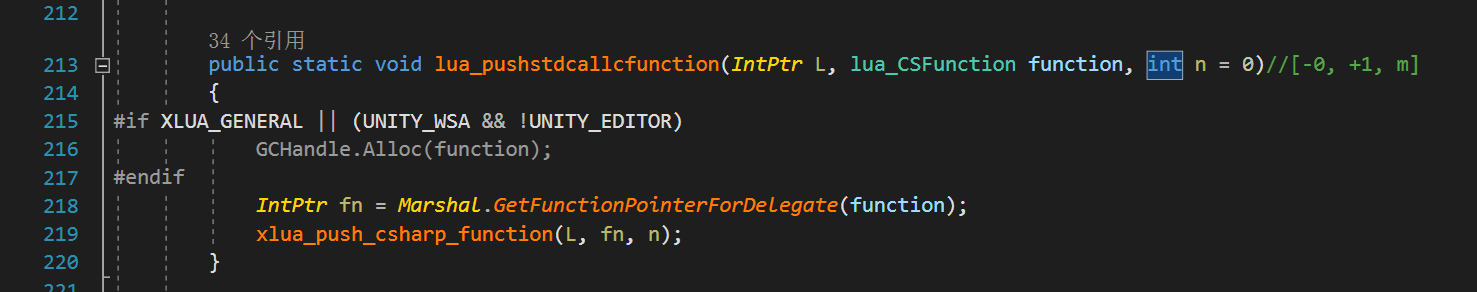 212
34 个引用
213 public static void lua_pushstdcallcfunction(IntPtr L, lua_CSFunction function, int n = 0)//[-0, +1, m]
214 {
215 #if XLUA_GENERAL || (UNITY_WSA && !UNITY_EDITOR)
216 GCHandle.Alloc(function);
217 #endif
218 IntPtr fn = Marshal.GetFunctionPointerForDelegate(function);
219 xlua_push_csharp_function(L, fn, n);
220 }
221